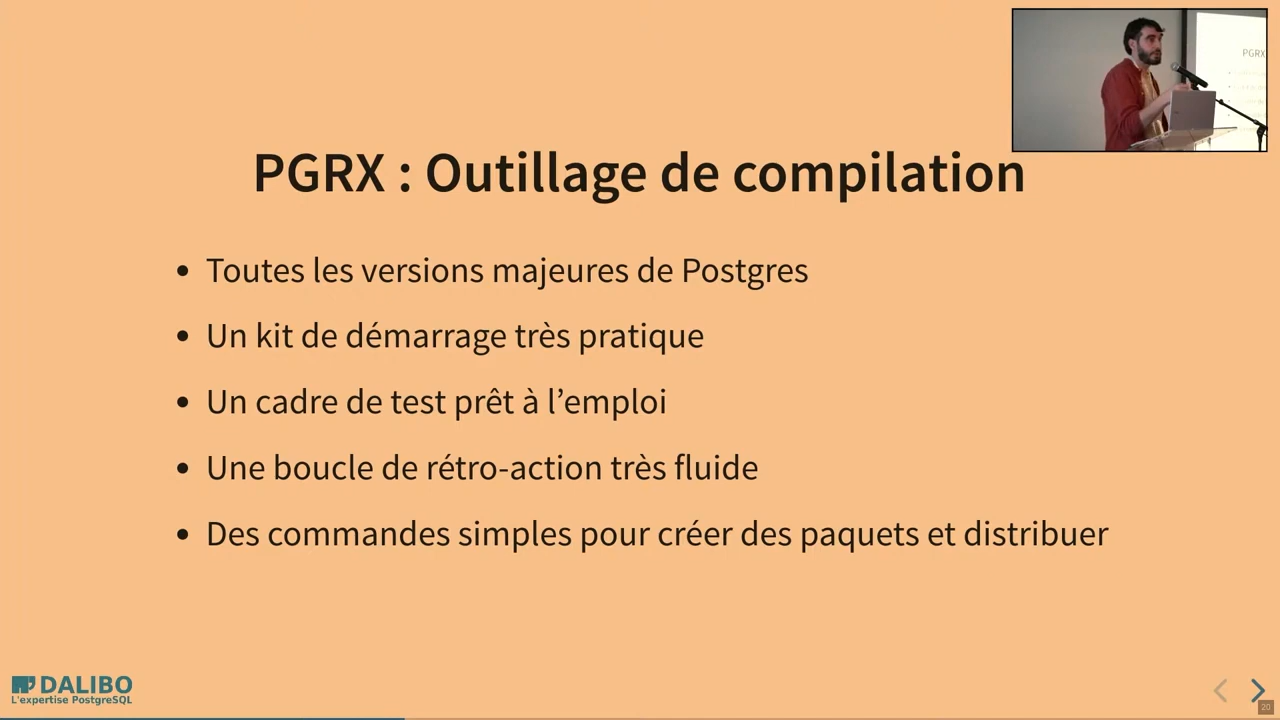 PGRX
PGRX : Outillage de compilation
Toutes les versions majeures de Postgres
Un kit de démarrage très pratique
Un cadre de test prêt à l’emploi
Une boucle de rétro-action très fluide
Des commandes simples pour créer des paquets et distribuer
DALIBO
L'expertise PostgreSQL
20